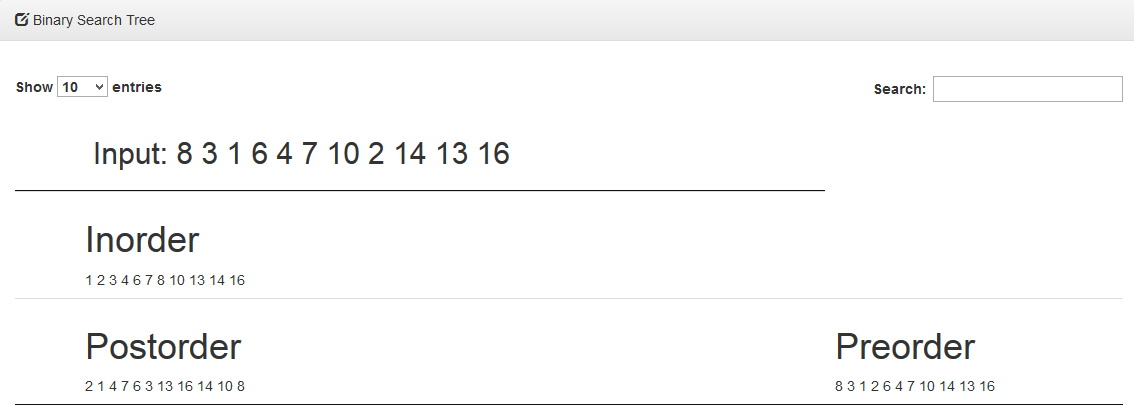 Binary Search Tree
Show 10 entries
Search:
Input: 8 3 1 6 4 7 10 2 14 13 16
Inorder
1 2 3 4 6 7 8 10 13 14 16
Postorder
2 1 4 7 6 3 13 16 14 10 8
Preorder
8 3 1 2 6 4 7 10 14 13 16